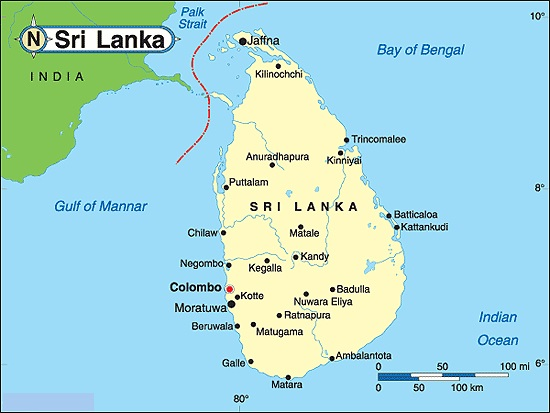 N
Sri Lanka
Palk
Strait
10°
INDIA
Jaffna
Bay of Bengal
Kilinochchi
Trincomalee
Anuradhapura
Kinniyai
Puttalam
8°
SRI LANKA
Gulf of Mannar
Batticaloa
Kattankudi
Chilaw
Matale
Negombo
Kegalla
Kandy
Colombo
Kotte
Badulla
Nuwara Eliya
Moratuwa
Ratnapura
Beruwala
Matugama
Indian
Ocean
Galle
Ambalantota
6°
Matara
0 50 100 mi
0 50 100 km
80°